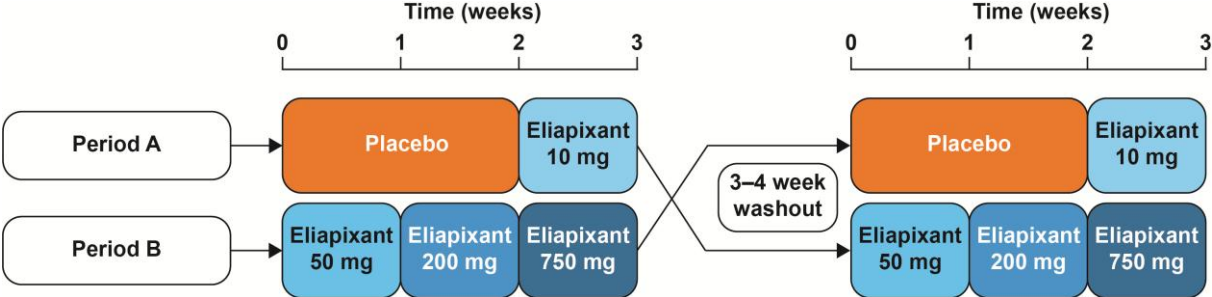 Time (weeks)
Time (weeks)
0 1 2 3
0 1 2 3
Period A
Placebo
Eliapixant
10 mg
Placebo
Eliapixant
10 mg
3–4 week
washout
Period B
Eliapixant
50 mg
Eliapixant
200 mg
Eliapixant
750 mg
Eliapixant
50 mg
Eliapixant
200 mg
Eliapixant
750 mg